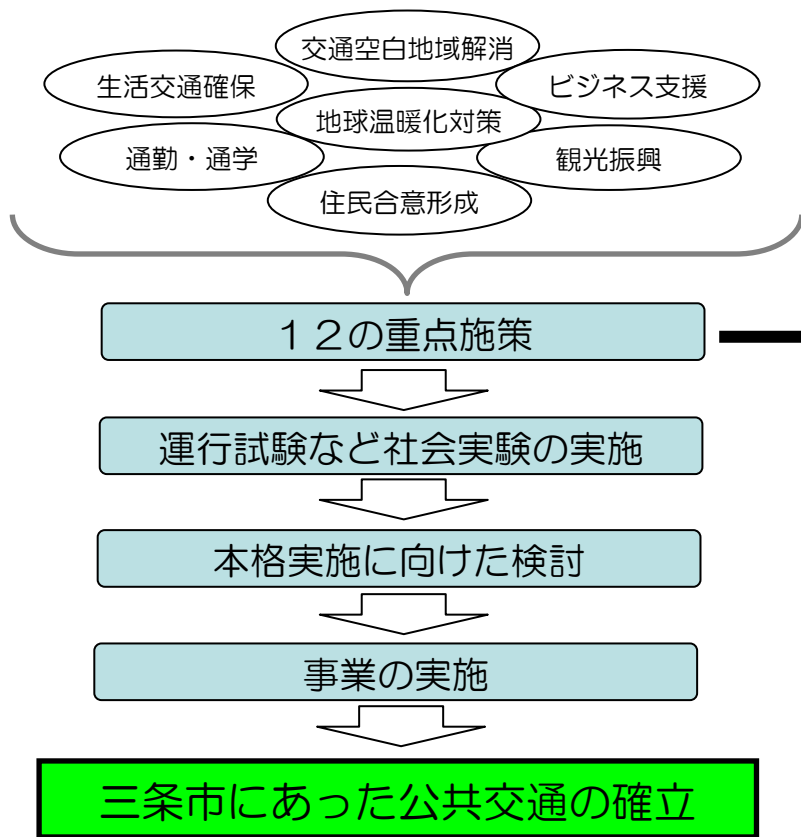 交通空白地域解消
生活交通確保
ビジネス支援
地球温暖化対策
通勤・通学
観光振興
住民合意形成
１２の重点施策
運行試験など社会実験の実施
本格実施に向けた検討
事業の実施
三条市にあった公共交通の確立